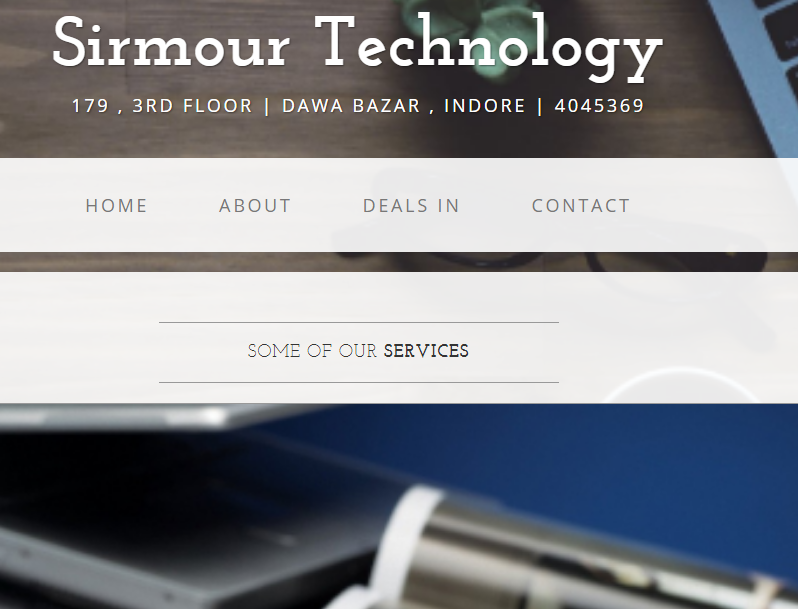 Sirmour Technology
179 , 3RD FLOOR | DAWA BAZAR , INDORE | 4045369
HOME ABOUT DEALS IN CONTACT
SOME OF OUR SERVICES